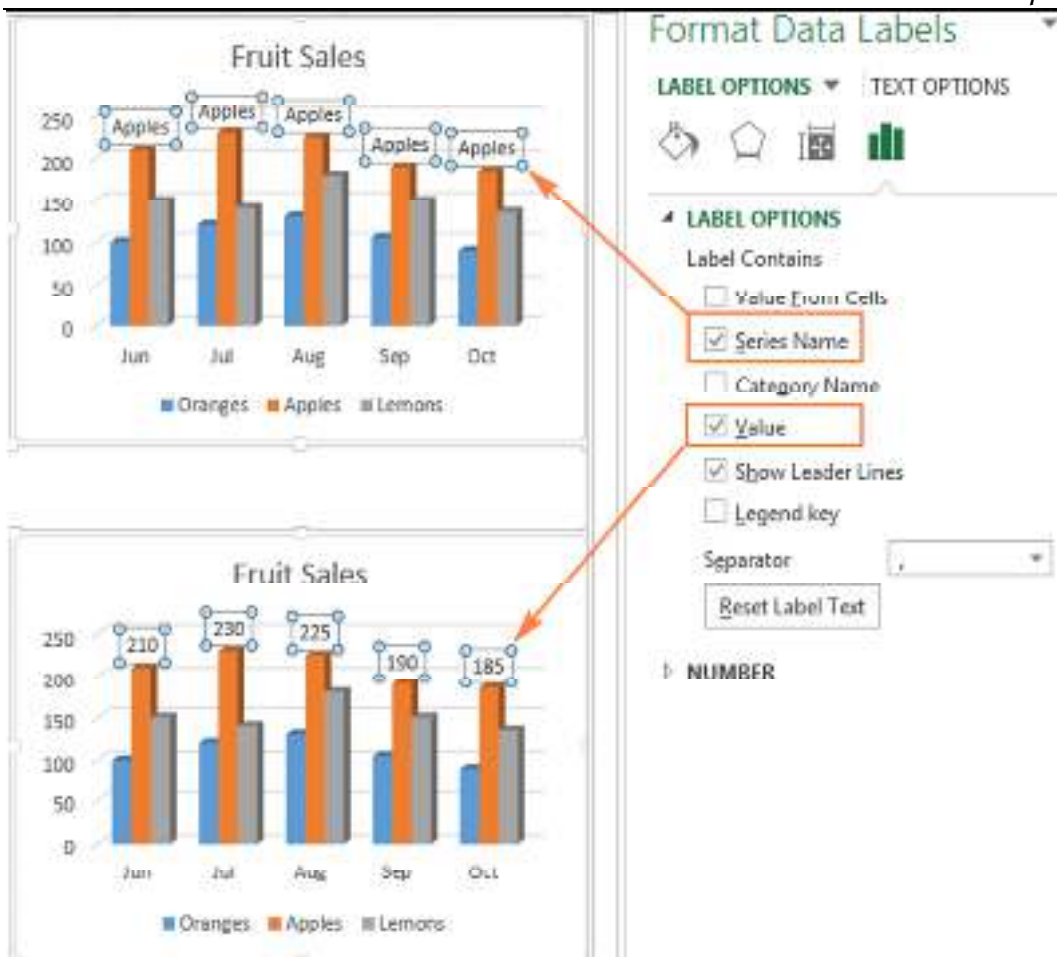 Fruit Sales
Apples Apples Apples Apples Apples
250
200
150
100
50
0
Jun Jul Aug Sep Oct
Oranges Apples Lemons
Fruit Sales
210 230 225 190 185
250
200
150
100
50
0
Jun Jul Aug Sep Oct
Oranges Apples Lemons
Format Data Labels
LABEL OPTIONS TEXT OPTIONS
LABEL OPTIONS
Label Contains
Value From Cells
Series Name
Category Name
Value
Show Leader Lines
Legend key
Separator ,
Reset Label Text
NUMBER